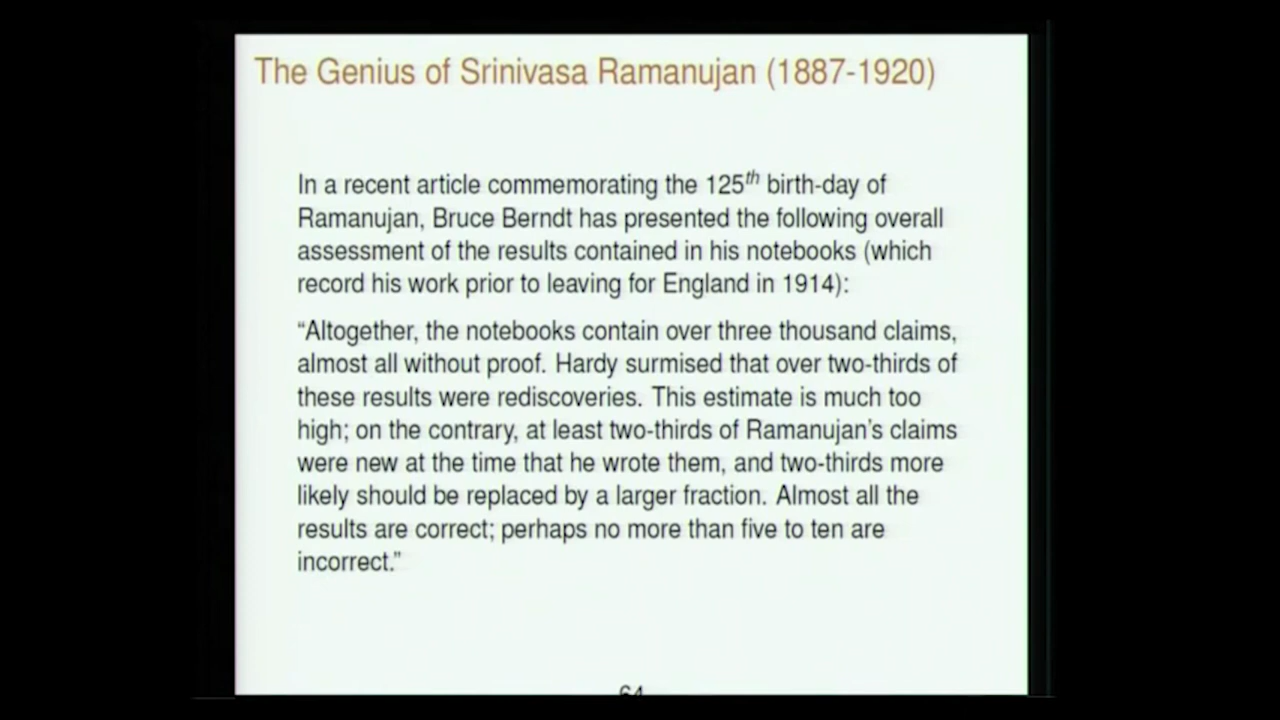 The Genius of Srinivasa Ramanujan (1887-1920)
In a recent article commemorating the 125th birth-day of
Ramanujan, Bruce Berndt has presented the following overall
assessment of the results contained in his notebooks (which
record his work prior to leaving for England in 1914):
“Altogether, the notebooks contain over three thousand claims,
almost all without proof. Hardy surmised that over two-thirds of
these results were rediscoveries. This estimate is much too
high; on the contrary, at least two-thirds of Ramanujan's claims
were new at the time that he wrote them, and two-thirds more
likely should be replaced by a larger fraction. Almost all the
results are correct; perhaps no more than five to ten are
incorrect.”
64